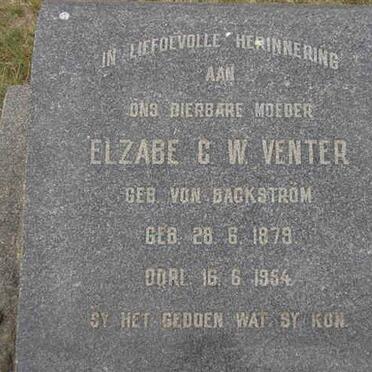 IN LIEFDEVOLLE HERINNERING
AAN
ONS DIERBARE MOEDER
ELZABE C. W. VENTER
GEB. VON BACKSTRÖM
GEB. 28. 6. 1879.
OORL. 16. 6. 1954.
SY HET GEDOEN WAT SY KON.